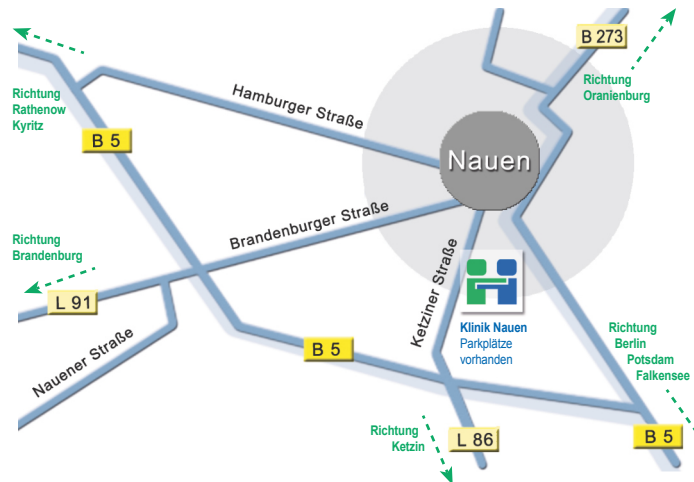 B 273
Richtung
Oranienburg
Richtung
Rathenow
Kyritz
Hamburger Straße
B 5
Nauen
Brandenburger Straße
Richtung
Brandenburg
L 91
Ketziner Straße
Klinik Nauen
Parkplätze
vorhanden
Nauener Straße
B 5
Richtung
Berlin
Potsdam
Falkensee
Richtung
Ketzin
L 86
B 5